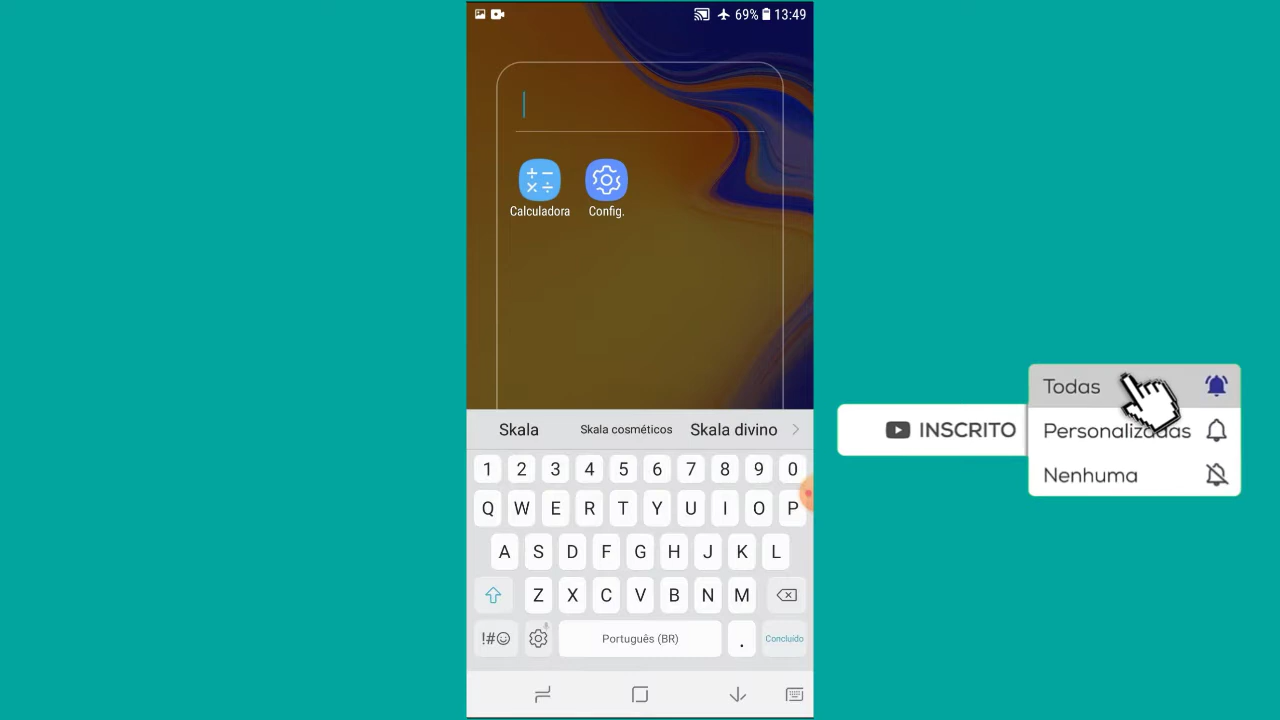 69% 13:49
Calculadora Config.
Skala Skala cosméticos Skala divino
1 2 3 4 5 6 7 8 9 0
Q W E R T Y U I O P
A S D F G H J K L
Z X C V B N M
!#☺ Português (BR) . Concluído
INSCRITO
Todas
Personalizadas
Nenhuma